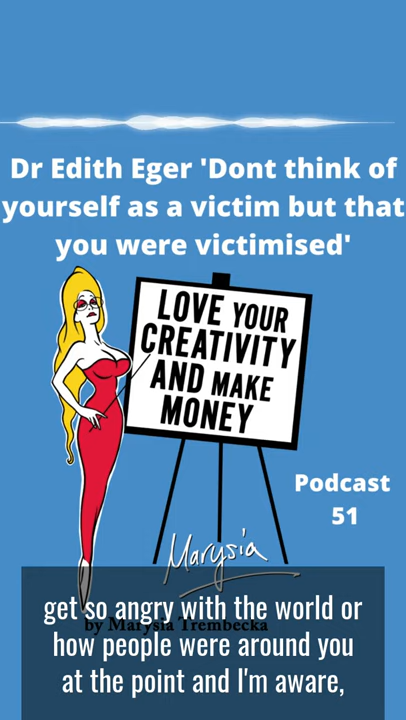 Dr Edith Eger 'Dont think of
yourself as a victim but that
you were victimised'
LOVE YOUR
CREATIVITY
AND MAKE
MONEY
Podcast
51
Marysia
by Marysia Trembecka
get so angry with the world or
how people were around you
at the point and I'm aware,